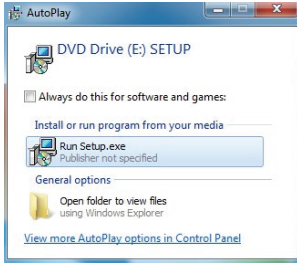 AutoPlay
DVD Drive (E:) SETUP
Always do this for software and games:
Install or run program from your media
Run Setup.exe
Publisher not specified
General options
Open folder to view files
using Windows Explorer
View more AutoPlay options in Control Panel